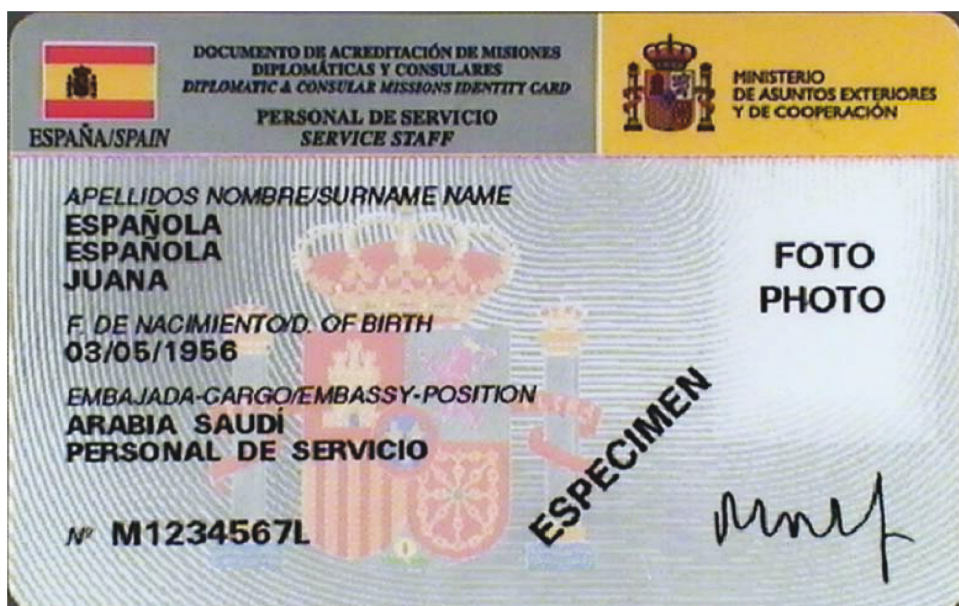 DOCUMENTO DE ACREDITACIÓN DE MISIONES
DIPLOMÁTICAS Y CONSULARES
DIPLOMATIC & CONSULAR MISSIONS IDENTITY CARD
PERSONAL DE SERVICIO
SERVICE STAFF
ESPAÑA/SPAIN
MINISTERIO
DE ASUNTOS EXTERIORES
Y DE COOPERACIÓN
APELLIDOS NOMBRE/SURNAME NAME
ESPAÑOLA
ESPAÑOLA
JUANA
FOTO
PHOTO
F. DE NACIMIENTO/D. OF BIRTH
03/05/1956
EMBAJADA-CARGO/EMBASSY-POSITION
ARABIA SAUDÍ
PERSONAL DE SERVICIO
ESPECIMEN
Nº M1234567L